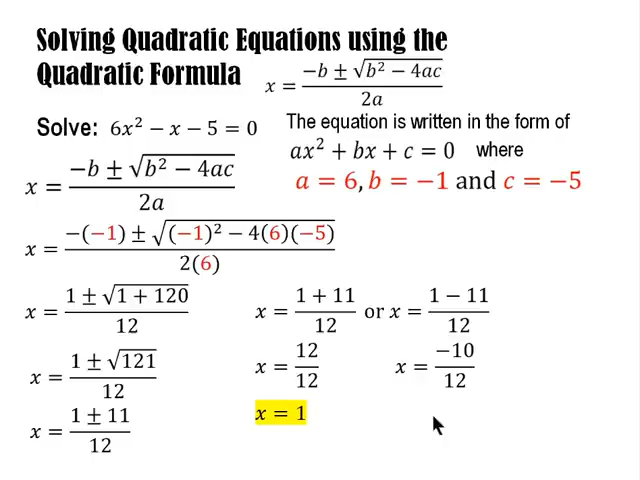 Solving Quadratic Equations using the
Quadratic Formula x = (−b ± √(b² − 4ac))/(2a)
Solve: 6x² − x − 5 = 0
The equation is written in the form of
ax² + bx + c = 0 where
a = 6, b = −1 and c = −5
x = (−b ± √(b² − 4ac))/(2a)
x = (−(−1) ± √((−1)² − 4(6)(−5)))/(2(6))
x = (1 ± √(1 + 120))/12
x = (1 ± √121)/12
x = (1 ± 11)/12
x = (1 + 11)/12 or x = (1 − 11)/12
x = 12/12 x = −10/12
x = 1